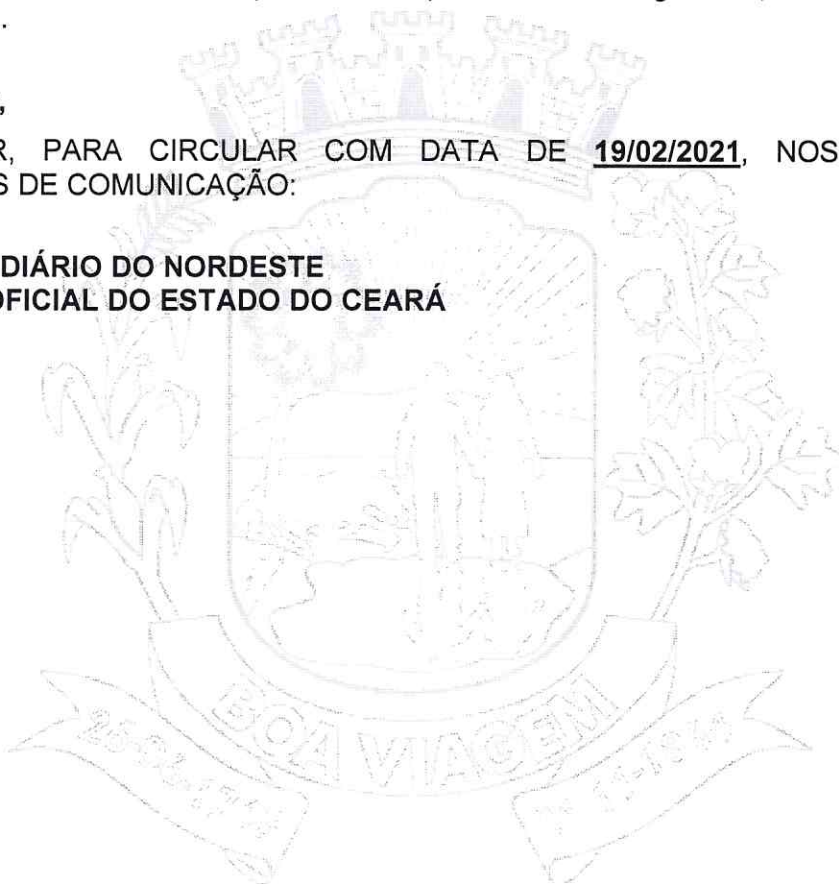 .
,
R, PARA CIRCULAR COM DATA DE 19/02/2021, NOS
S DE COMUNICAÇÃO:
DIÁRIO DO NORDESTE
OFICIAL DO ESTADO DO CEARÁ
BOA VIAGEM